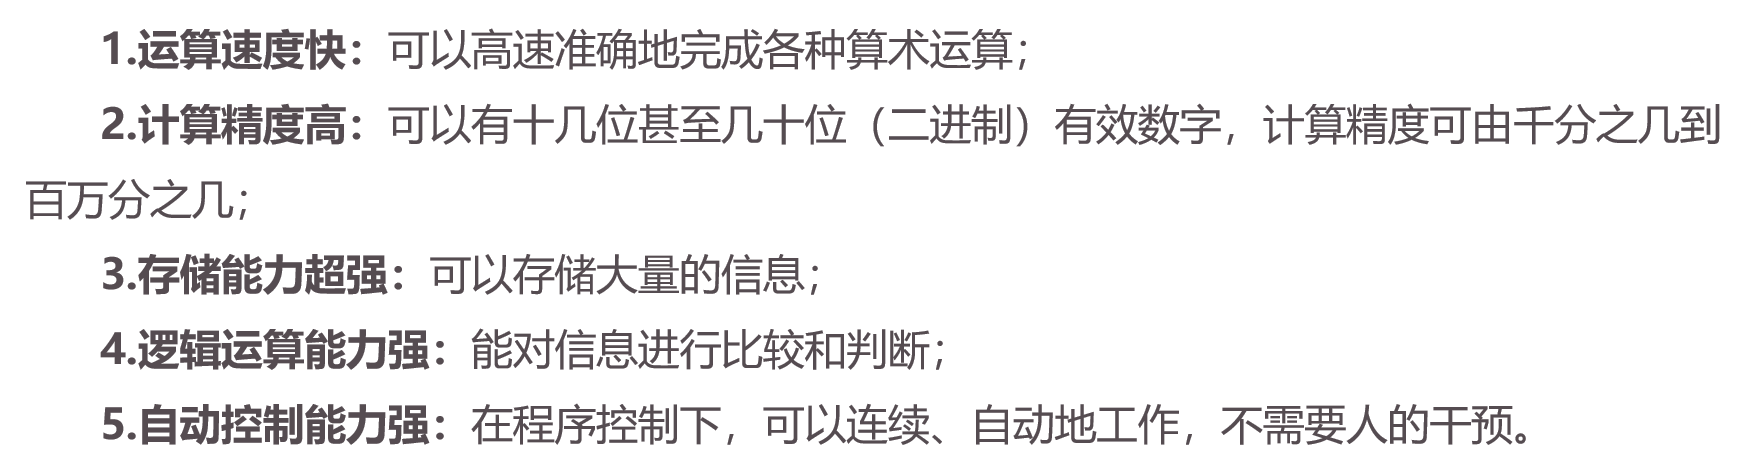 1.运算速度快：可以高速准确地完成各种算术运算；
2.计算精度高：可以有十几位甚至几十位（二进制）有效数字，计算精度可由千分之几到
百万分之几；
3.存储能力超强：可以存储大量的信息；
4.逻辑运算能力强：能对信息进行比较和判断；
5.自动控制能力强：在程序控制下，可以连续、自动地工作，不需要人的干预。